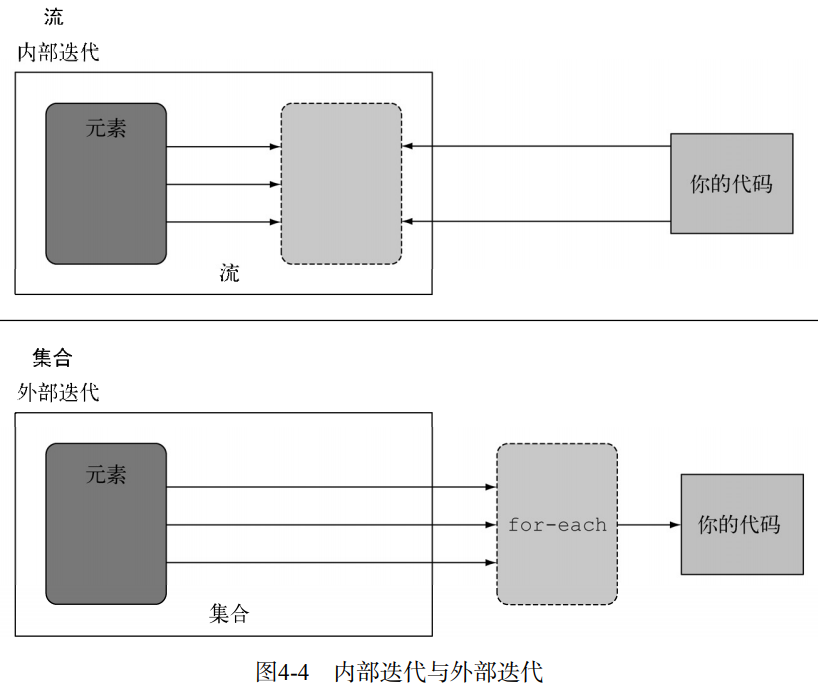 流
内部迭代
元素
你的代码
流
集合
外部迭代
元素
for-each
你的代码
集合
图4-4 内部迭代与外部迭代